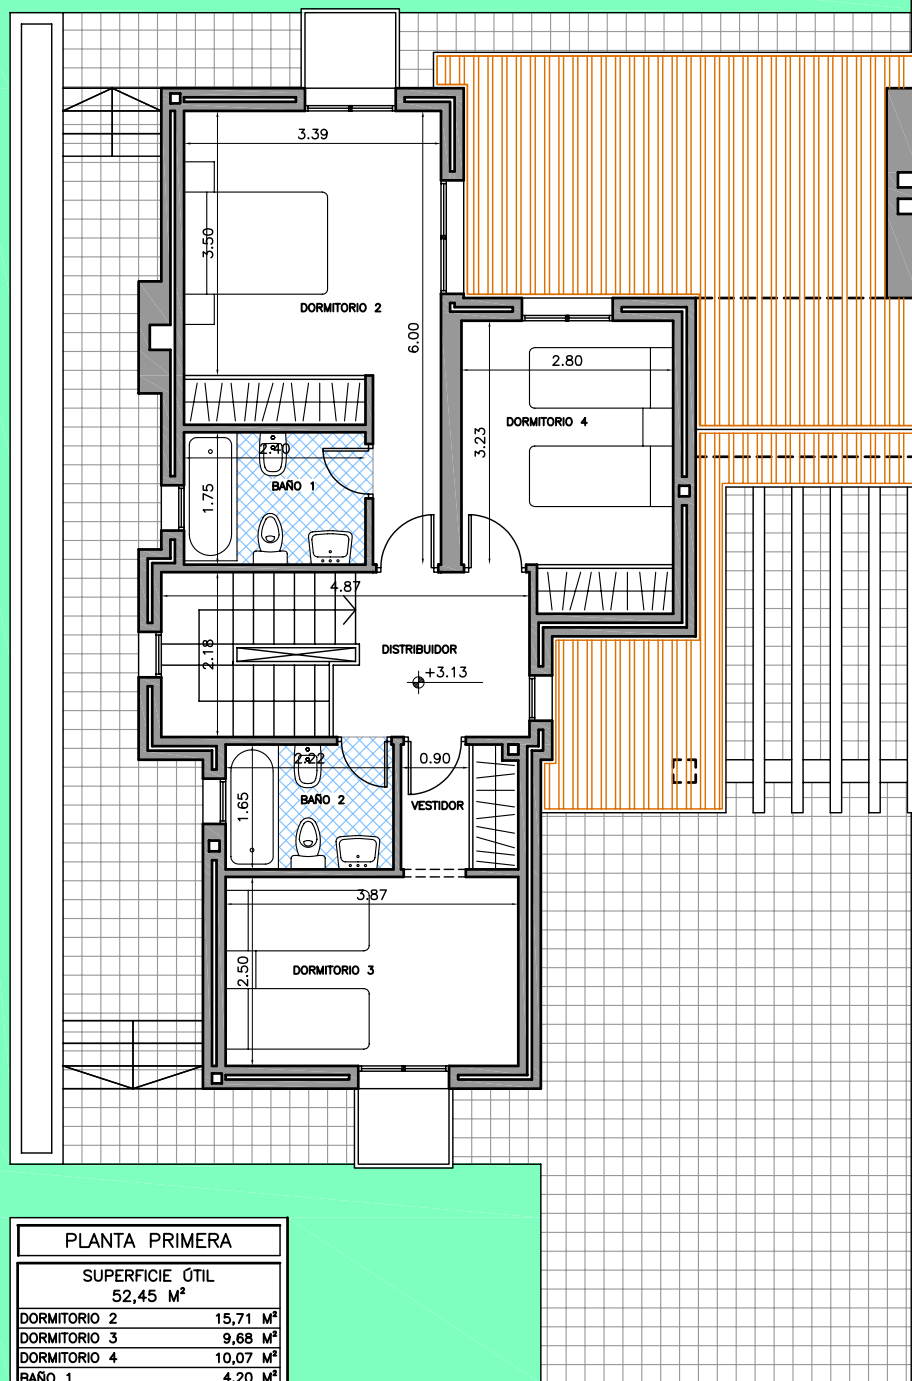 3.39
3.50
DORMITORIO 2
6.00
2.80
DORMITORIO 4
3.23
2.40
BAÑO 1
1.75
4.87
2.18
DISTRIBUIDOR
+3.13
2.22
0.90
BAÑO 2
VESTIDOR
1.65
3.87
DORMITORIO 3
2.50
PLANTA PRIMERA
SUPERFICIE ÚTIL
52,45 M²
DORMITORIO 2 15,71 M²
DORMITORIO 3 9,68 M²
DORMITORIO 4 10,07 M²
BAÑO 1 4,20 M²